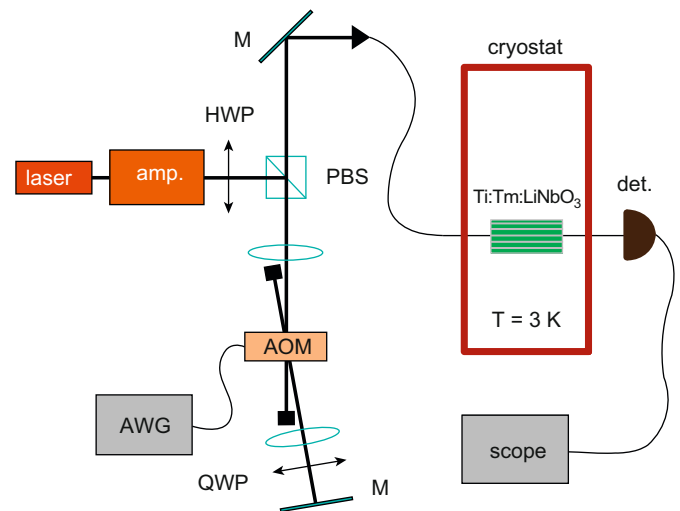 M
cryostat
HWP
laser
amp.
PBS
Ti:Tm:LiNbO₃
det.
T = 3 K
AOM
AWG
scope
QWP
M